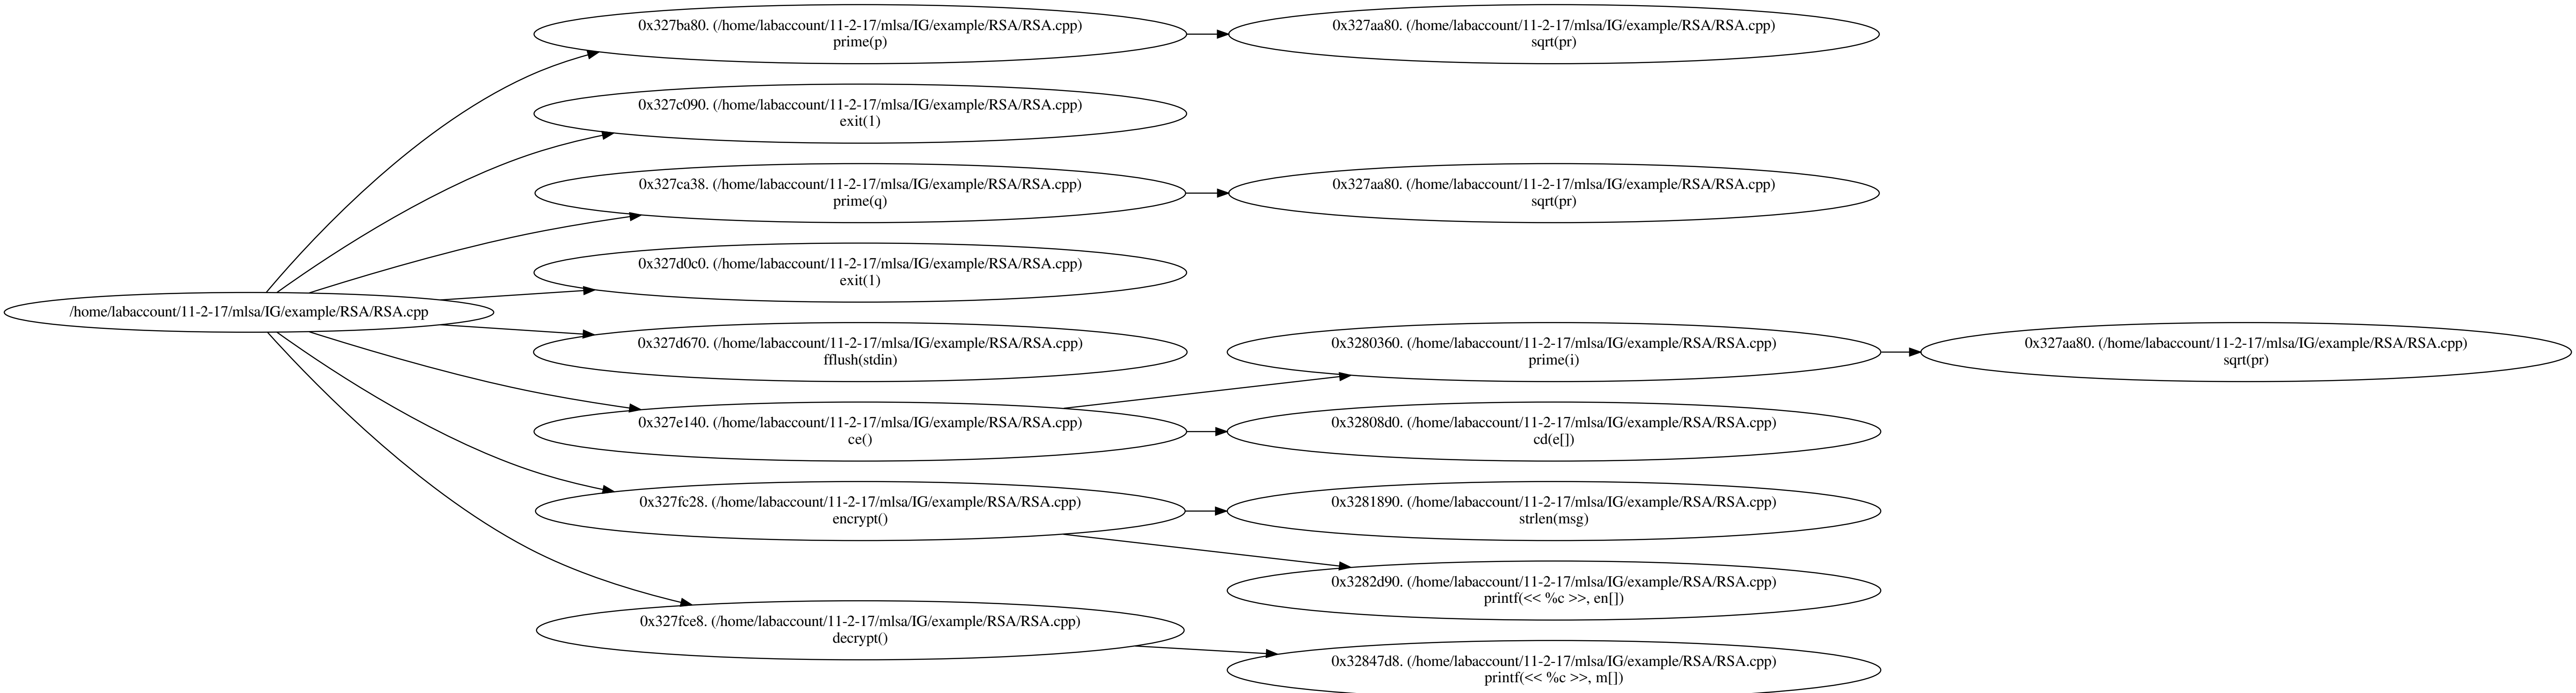 0x327ba80. (/home/labaccount/11-2-17/mlsa/IG/example/RSA/RSA.cpp)
prime(p)
0x327aa80. (/home/labaccount/11-2-17/mlsa/IG/example/RSA/RSA.cpp)
sqrt(pr)
0x327c090. (/home/labaccount/11-2-17/mlsa/IG/example/RSA/RSA.cpp)
exit(1)
0x327ca38. (/home/labaccount/11-2-17/mlsa/IG/example/RSA/RSA.cpp)
prime(q)
0x327aa80. (/home/labaccount/11-2-17/mlsa/IG/example/RSA/RSA.cpp)
sqrt(pr)
0x327d0c0. (/home/labaccount/11-2-17/mlsa/IG/example/RSA/RSA.cpp)
exit(1)
/home/labaccount/11-2-17/mlsa/IG/example/RSA/RSA.cpp
0x327d670. (/home/labaccount/11-2-17/mlsa/IG/example/RSA/RSA.cpp)
fflush(stdin)
0x3280360. (/home/labaccount/11-2-17/mlsa/IG/example/RSA/RSA.cpp)
prime(i)
0x327aa80. (/home/labaccount/11-2-17/mlsa/IG/example/RSA/RSA.cpp)
sqrt(pr)
0x327e140. (/home/labaccount/11-2-17/mlsa/IG/example/RSA/RSA.cpp)
ce()
0x32808d0. (/home/labaccount/11-2-17/mlsa/IG/example/RSA/RSA.cpp)
cd(e[])
0x327fc28. (/home/labaccount/11-2-17/mlsa/IG/example/RSA/RSA.cpp)
encrypt()
0x3281890. (/home/labaccount/11-2-17/mlsa/IG/example/RSA/RSA.cpp)
strlen(msg)
0x3282d90. (/home/labaccount/11-2-17/mlsa/IG/example/RSA/RSA.cpp)
printf(<< %c >>, en[])
0x327fce8. (/home/labaccount/11-2-17/mlsa/IG/example/RSA/RSA.cpp)
decrypt()
0x32847d8. (/home/labaccount/11-2-17/mlsa/IG/example/RSA/RSA.cpp)
printf(<< %c >>, m[])